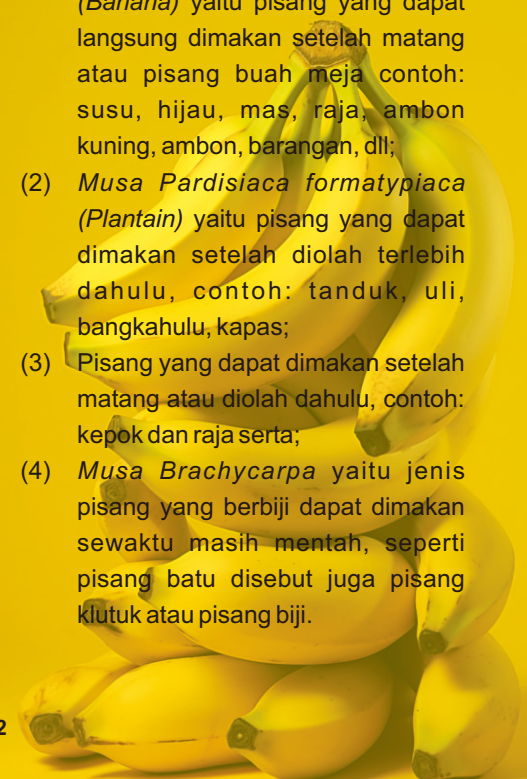 (Banana) yaitu pisang yang dapat
langsung dimakan setelah matang
atau pisang buah meja contoh:
susu, hijau, mas, raja, ambon
kuning, ambon, barangan, dll;
(2) Musa Pardisiaca formatypiaca
(Plantain) yaitu pisang yang dapat
dimakan setelah diolah terlebih
dahulu, contoh: tanduk, uli,
bangkahulu, kapas;
(3) Pisang yang dapat dimakan setelah
matang atau diolah dahulu, contoh:
kepok dan raja serta;
(4) Musa Brachycarpa yaitu jenis
pisang yang berbiji dapat dimakan
sewaktu masih mentah, seperti
pisang batu disebut juga pisang
klutuk atau pisang biji.
2